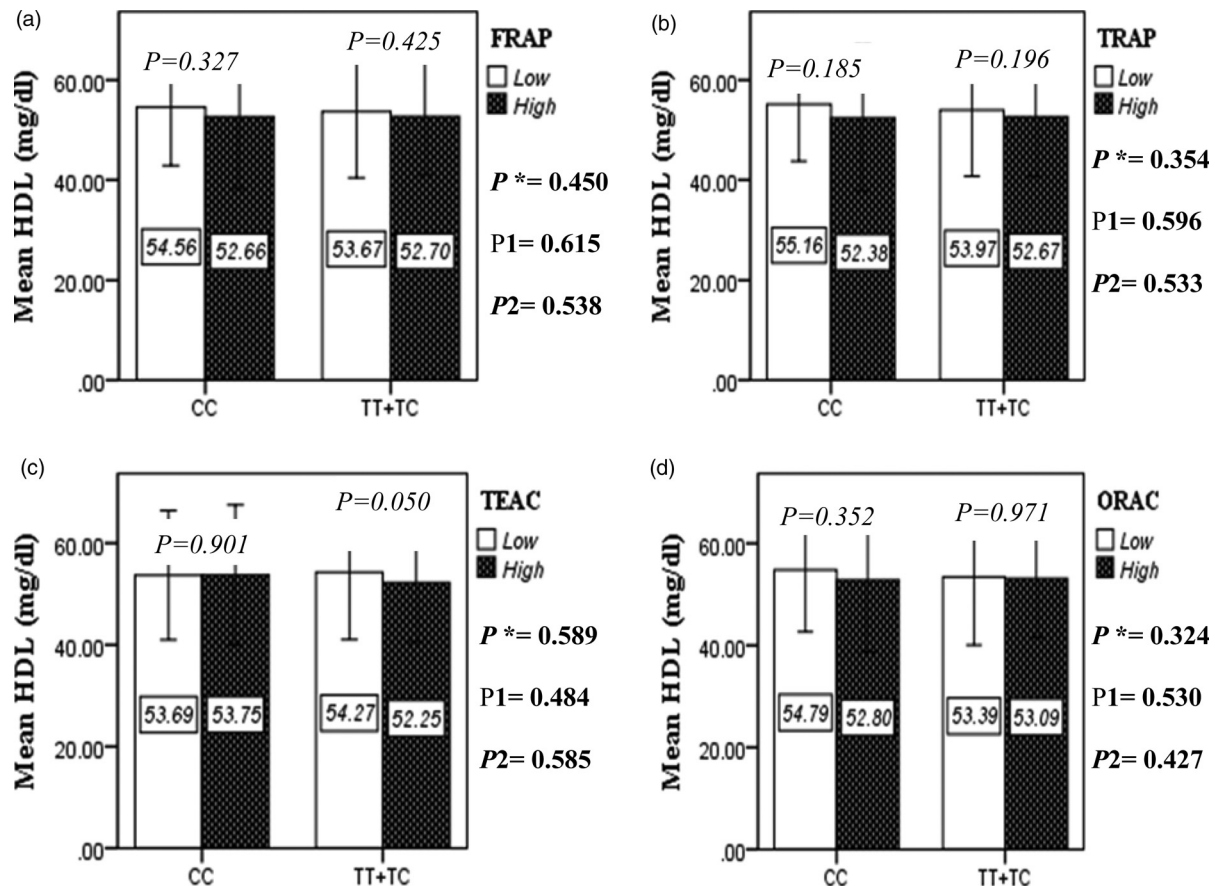 (a)
Mean HDL (mg/dl)
60.00
40.00
20.00
.00
P=0.327
P=0.425
54.56
52.66
53.67
52.70
CC
TT+TC
FRAP
Low
High
P *= 0.450
P1= 0.615
P2= 0.538
(b)
Mean HDL (mg/dl)
60.00
40.00
20.00
.00
P=0.185
P=0.196
55.16
52.38
53.97
52.67
CC
TT+TC
TRAP
Low
High
P *= 0.354
P1= 0.596
P2= 0.533
(c)
Mean HDL (mg/dl)
60.00
40.00
20.00
.00
P=0.901
P=0.050
53.69
53.75
54.27
52.25
CC
TT+TC
TEAC
Low
High
P *= 0.589
P1= 0.484
P2= 0.585
(d)
Mean HDL (mg/dl)
60.00
40.00
20.00
.00
P=0.352
P=0.971
54.79
52.80
53.39
53.09
CC
TT+TC
ORAC
Low
High
P *= 0.324
P1= 0.530
P2= 0.427